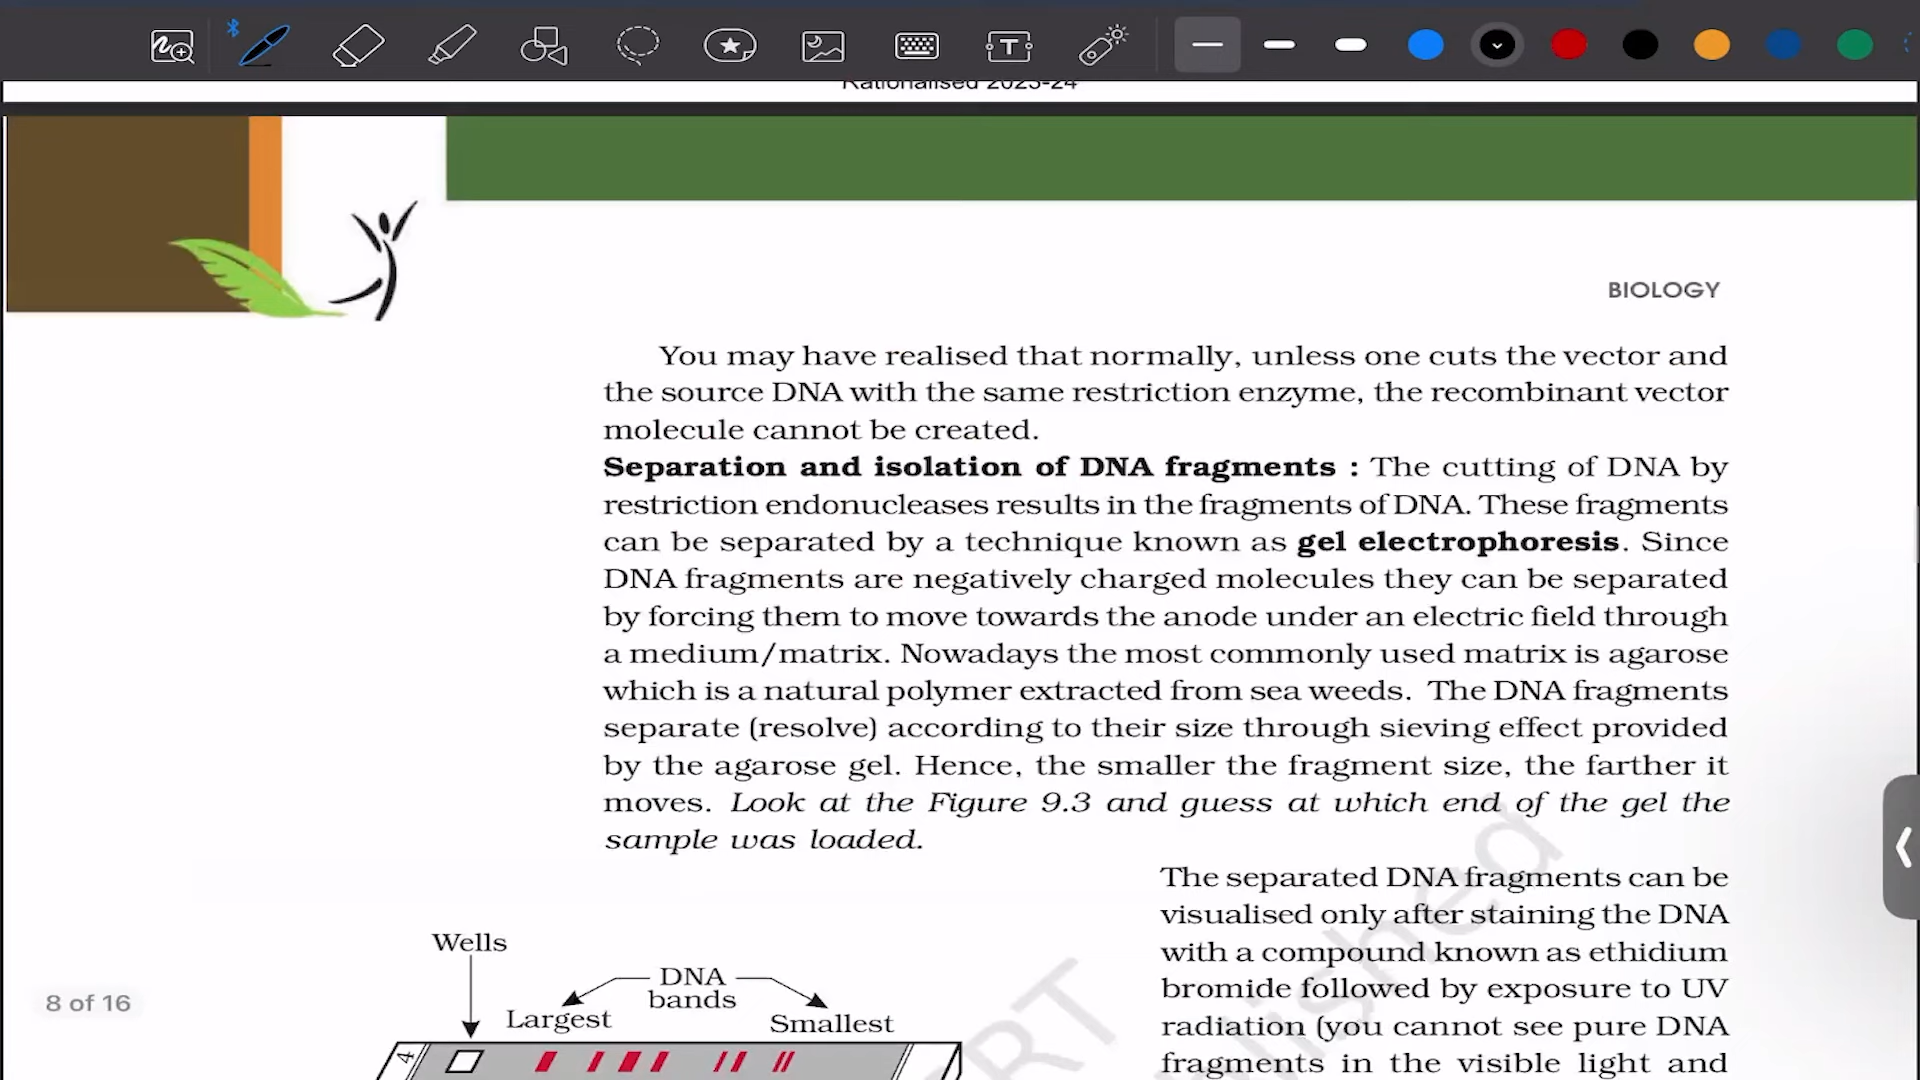 Rationalised 2023-24
BIOLOGY
You may have realised that normally, unless one cuts the vector and
the source DNA with the same restriction enzyme, the recombinant vector
molecule cannot be created.
Separation and isolation of DNA fragments : The cutting of DNA by
restriction endonucleases results in the fragments of DNA. These fragments
can be separated by a technique known as gel electrophoresis. Since
DNA fragments are negatively charged molecules they can be separated
by forcing them to move towards the anode under an electric field through
a medium/matrix. Nowadays the most commonly used matrix is agarose
which is a natural polymer extracted from sea weeds. The DNA fragments
separate (resolve) according to their size through sieving effect provided
by the agarose gel. Hence, the smaller the fragment size, the farther it
moves. Look at the Figure 9.3 and guess at which end of the gel the
sample was loaded.
The separated DNA fragments can be
visualised only after staining the DNA
with a compound known as ethidium
bromide followed by exposure to UV
radiation (you cannot see pure DNA
fragments in the visible light and
Wells
DNA
bands
Largest
Smallest
4
8 of 16